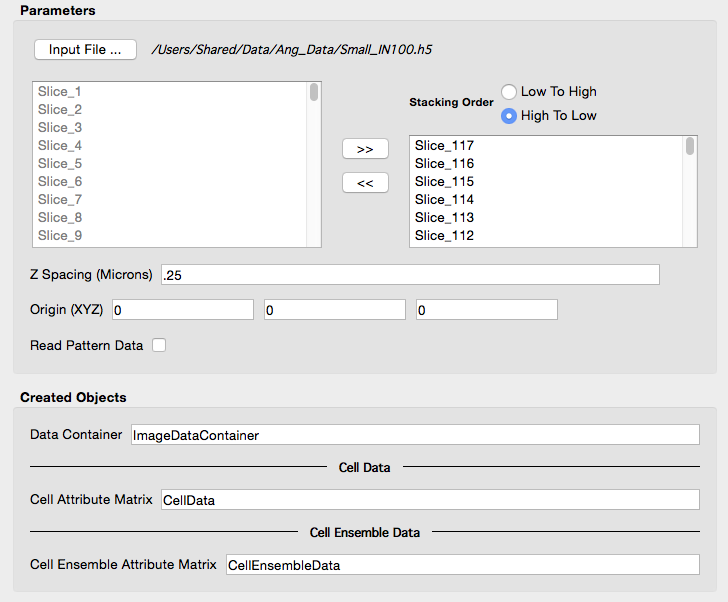 Parameters
Input File ... /Users/Shared/Data/Ang_Data/Small_IN100.h5
Slice_1
Slice_2
Slice_3
Slice_4
Slice_5
Slice_6
Slice_7
Slice_8
Slice_9
>>
<<
Stacking Order
Low To High
High To Low
Slice_117
Slice_116
Slice_115
Slice_114
Slice_113
Slice_112
Z Spacing (Microns) .25
Origin (XYZ) 0 0 0
Read Pattern Data
Created Objects
Data Container ImageDataContainer
Cell Data
Cell Attribute Matrix CellData
Cell Ensemble Data
Cell Ensemble Attribute Matrix CellEnsembleData